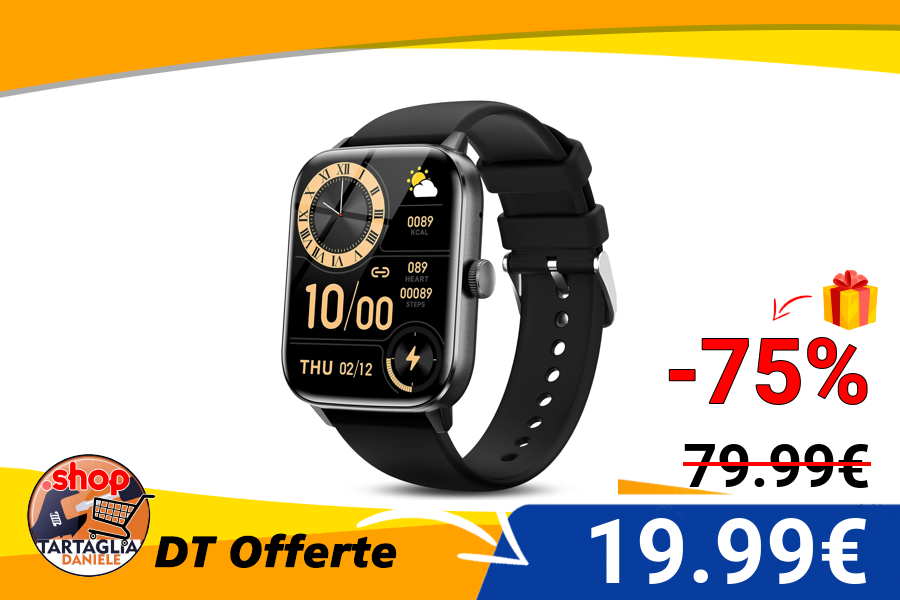 XII
0089
KCAL
089
HEART
00089
STEPS
10/00
THU 02/12
-75%
79.99€
19.99€
.shop
TARTAGLIA
DANIELE
DT Offerte